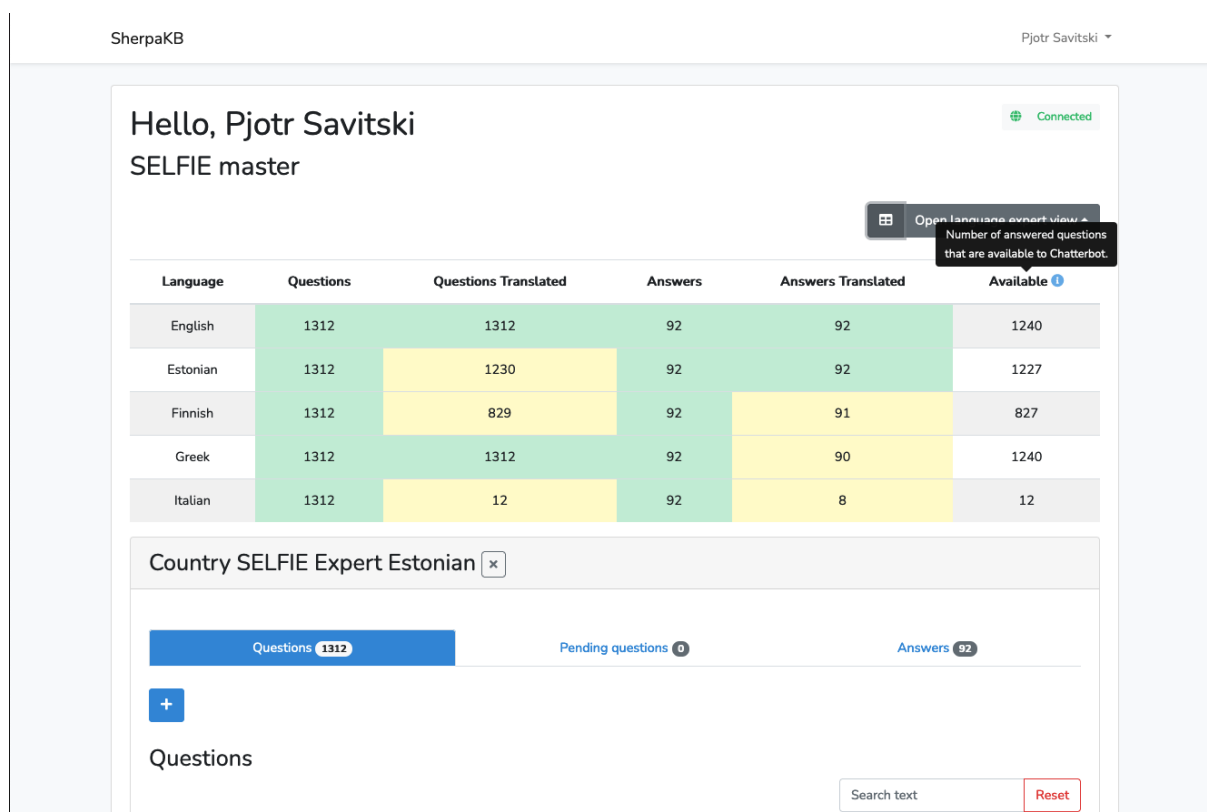 SherpaKB
Pjotr Savitski
Hello, Pjotr Savitski
Connected
SELFIE master
Open language expert view
Number of answered questions
that are available to Chatterbot.
Language Questions Questions Translated Answers Answers Translated Available
English 1312 1312 92 92 1240
Estonian 1312 1230 92 92 1227
Finnish 1312 829 92 91 827
Greek 1312 1312 92 90 1240
Italian 1312 12 92 8 12
Country SELFIE Expert Estonian ×
Questions 1312 Pending questions 0 Answers 92
+
Questions
Search text Reset